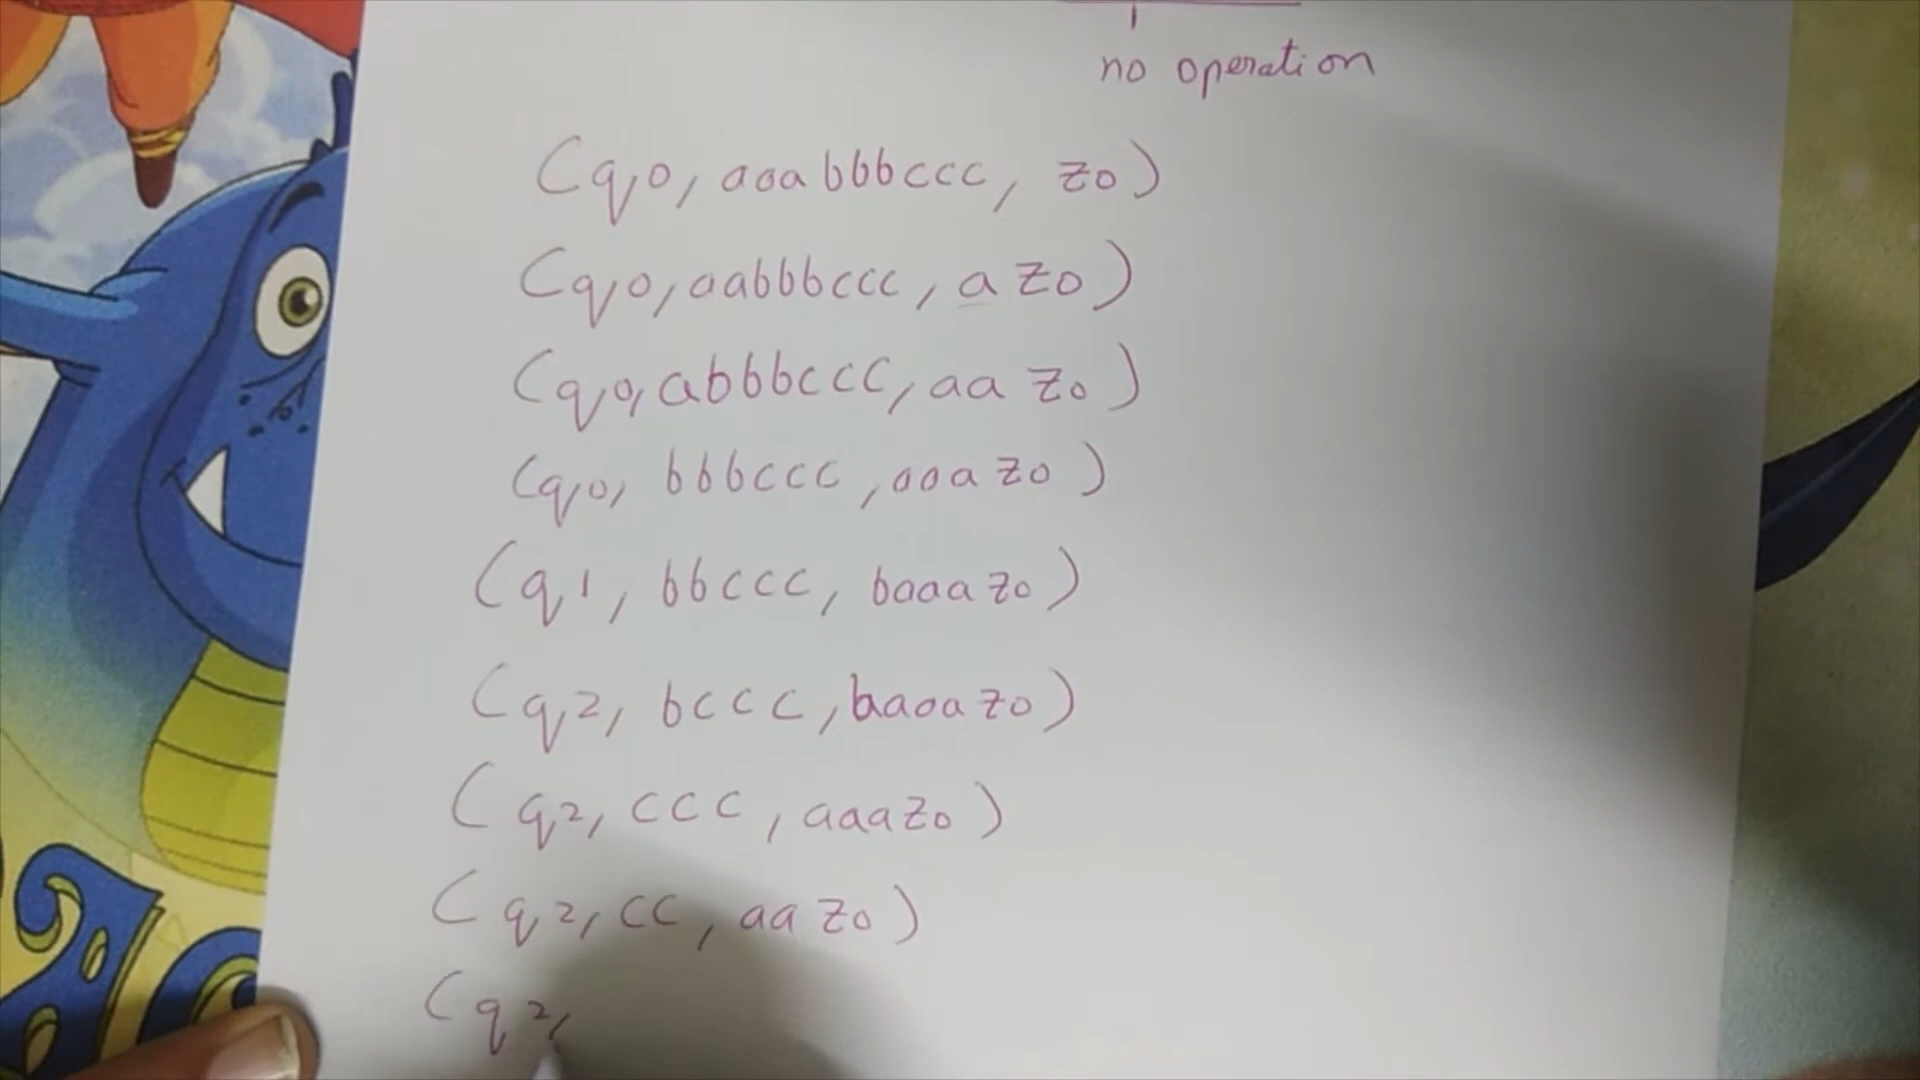 no operation
(q0, aaabbbccc, z0)
(q0, aabbbccc, az0)
(q0, abbbccc, aaz0)
(q0, bbbccc, aaaz0)
(q1, bbccc, baaaz0)
(q2, bccc, baaaz0)
(q2, ccc, aaaz0)
(q2, cc, aaz0)
(q2,